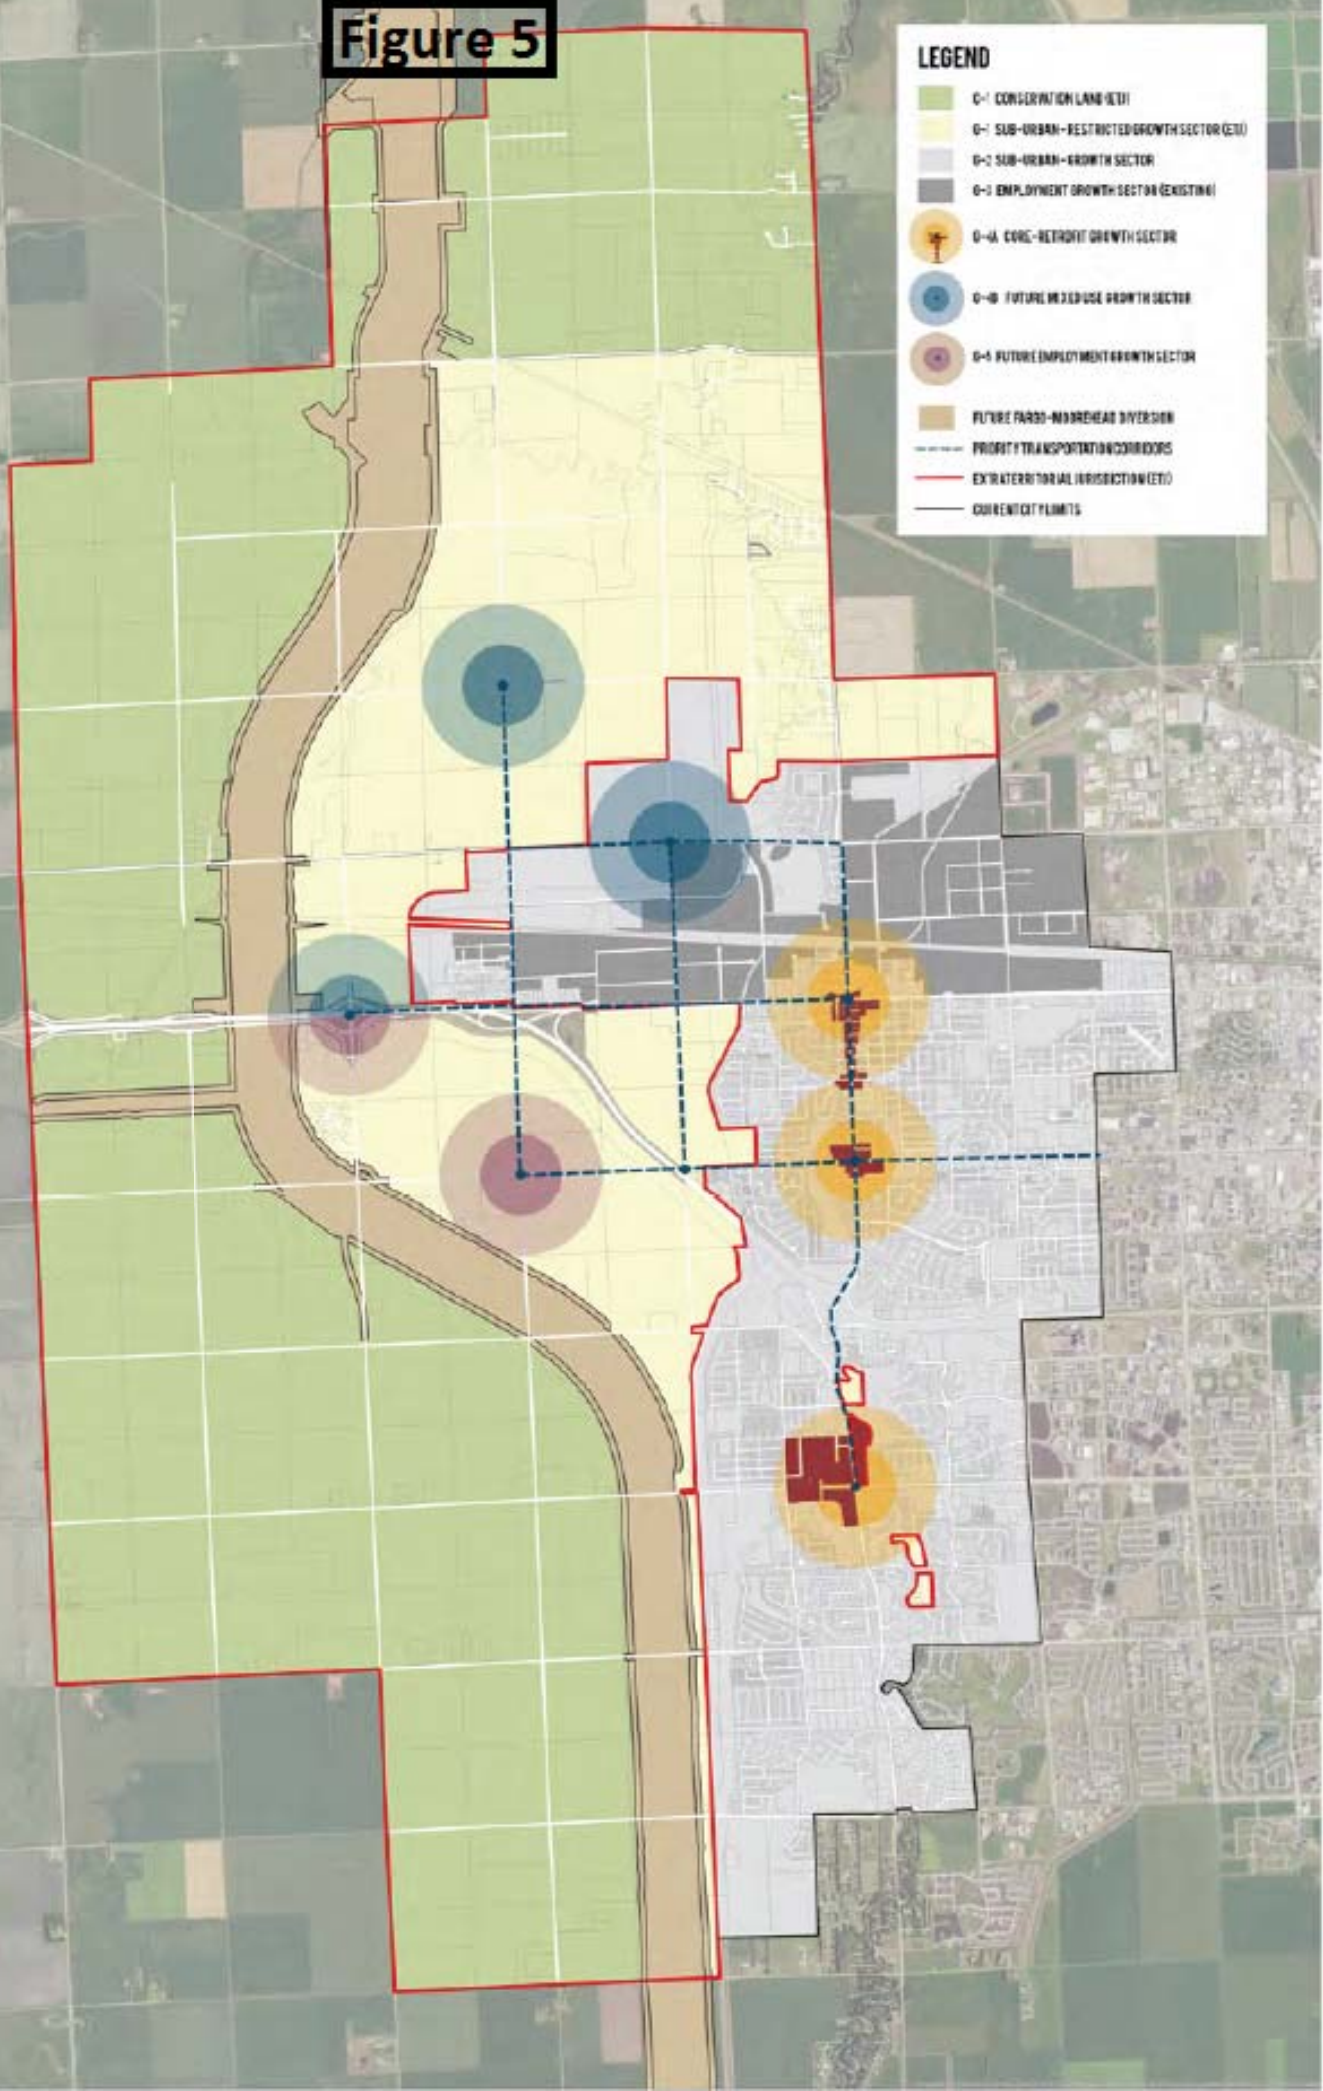 Figure 5
LEGEND
C-1 CONSERVATION LAND (ETJ)
G-1 SUB-URBAN-RESTRICTED GROWTH SECTOR (ETJ)
G-2 SUB-URBAN-GROWTH SECTOR
G-3 EMPLOYMENT GROWTH SECTOR (EXISTING)
G-4A CORE-RETROFIT GROWTH SECTOR
G-4B FUTURE MIXED USE GROWTH SECTOR
G-5 FUTURE EMPLOYMENT GROWTH SECTOR
FUTURE FARGO-MOOREHEAD DIVERSION
PRIORITY TRANSPORTATION CORRIDORS
EXTRATERRITORIAL JURISDICTION (ETJ)
CURRENT CITY LIMITS